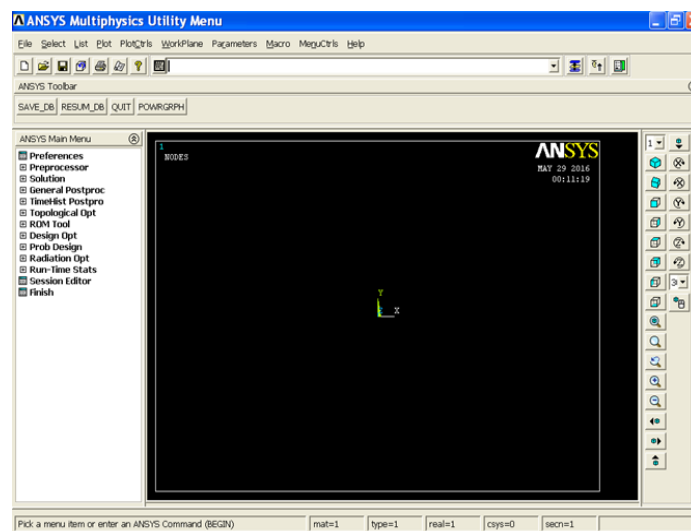 ANSYS Multiphysics Utility Menu
File Select List Plot PlotCtrls WorkPlane Parameters Macro MenuCtrls Help
ANSYS Toolbar
SAVE_DB RESUM_DB QUIT POWRGRPH
ANSYS Main Menu
Preferences
Preprocessor
Solution
General Postproc
TimeHist Postpro
Topological Opt
ROM Tool
Design Opt
Prob Design
Radiation Opt
Run-Time Stats
Session Editor
Finish
1
NODES
ANSYS
MAY 29 2016
00:11:19
Y
X
1
3
Pick a menu item or enter an ANSYS Command (BEGIN) mat=1 type=1 real=1 csys=0 secn=1